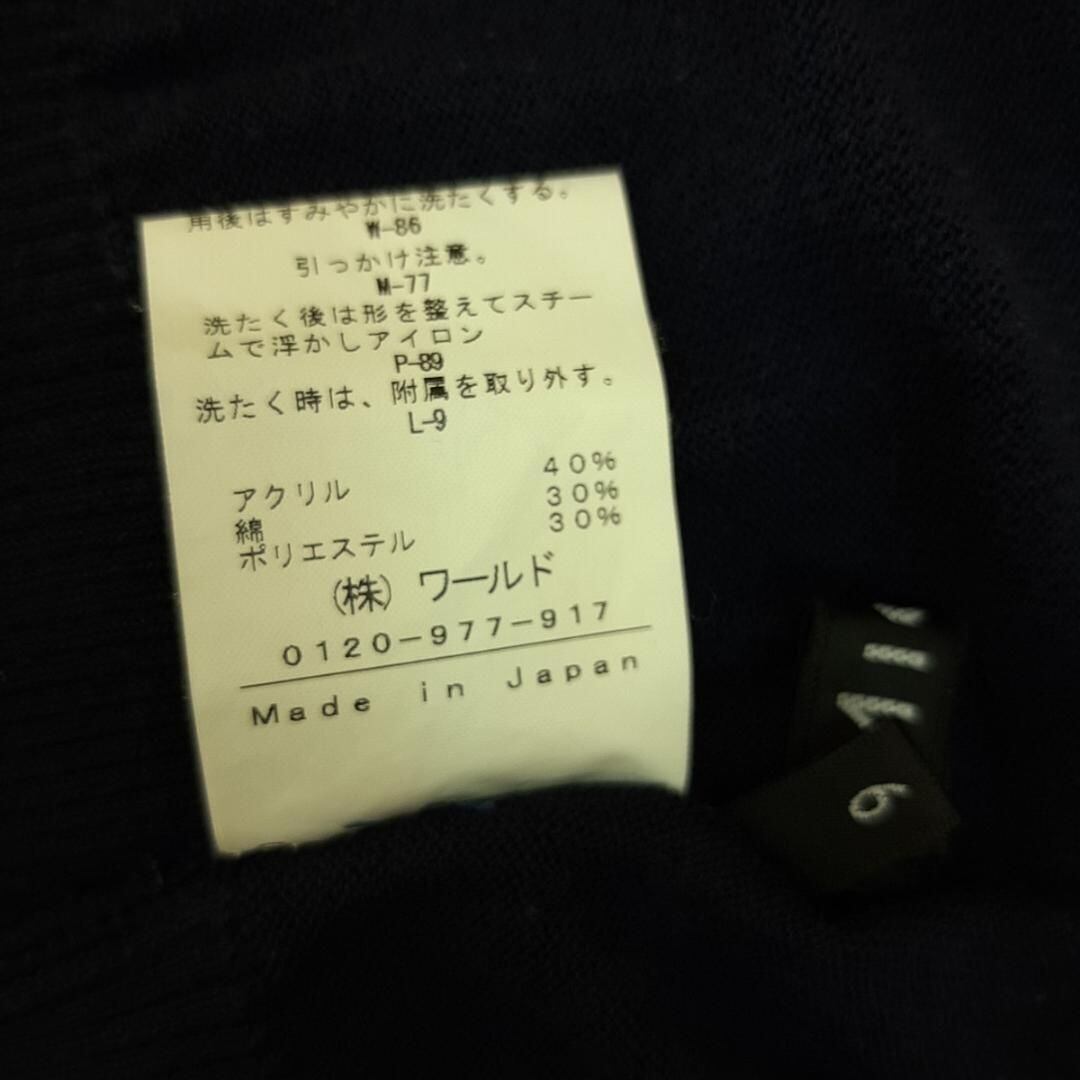 用後はすみやかに洗たくする。
W-86
引っかけ注意。
M-77
洗たく後は形を整えてスチー
ムで浮かしアイロン
P-89
洗たく時は、附属を取り外す。
L-9
アクリル 40%
綿 30%
ポリエステル 30%
(株) ワールド
0120-977-917
Made in Japan
9